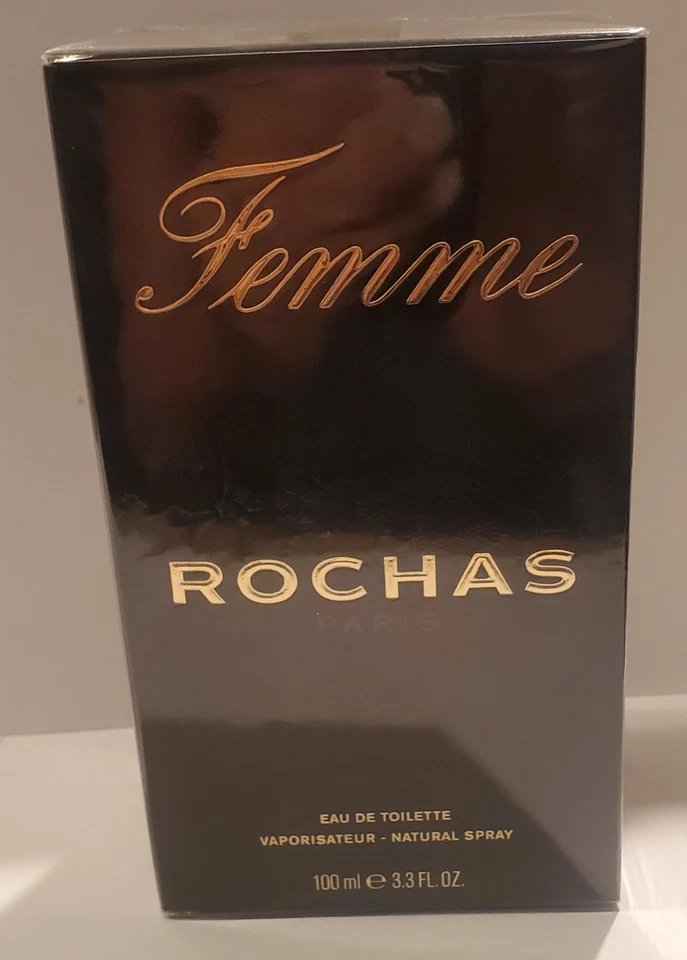 Femme
ROCHAS
PARIS
EAU DE TOILETTE
VAPORISATEUR - NATURAL SPRAY
100 ml ℮ 3.3 FL. OZ.